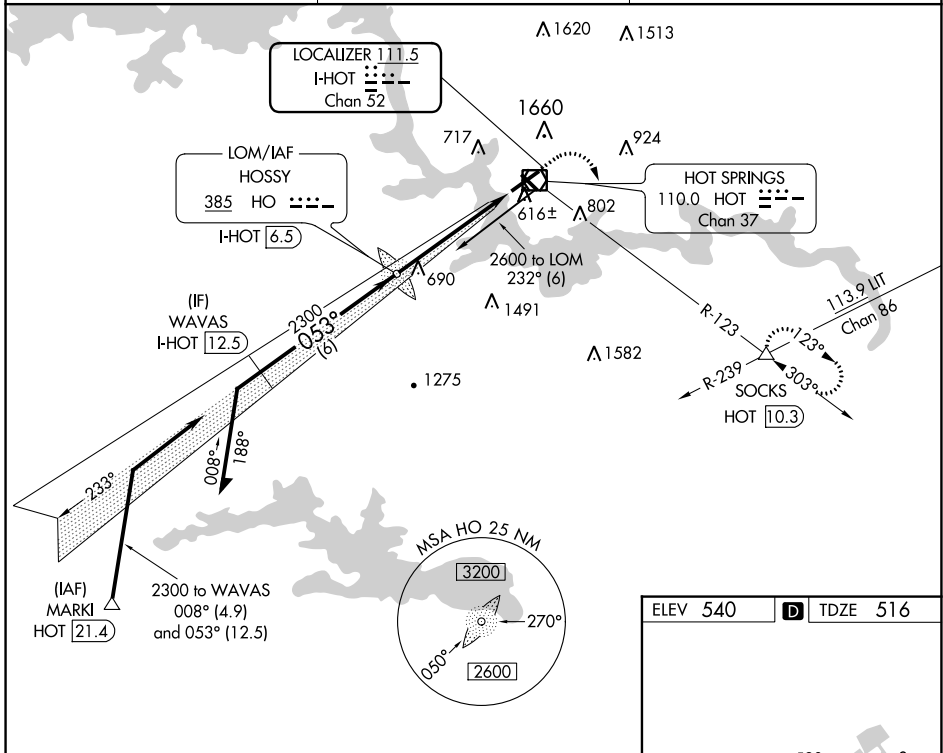 1620
1513
LOCALIZER 111.5
I-HOT
Chan 52
1660
717
924
LOM/IAF
HOSSY
385 HO
I-HOT 6.5
HOT SPRINGS
110.0 HOT
Chan 37
616±
802
2600 to LOM
232° (6)
690
(IF)
WAVAS
I-HOT 12.5
2300
053°
(6)
1491
113.9 LIT
Chan 86
R-123
1582
123°
R-239
303°
SOCKS
HOT 10.3
1275
008°
188°
233°
MSA HO 25 NM
3200
270°
050°
2600
(IAF)
MARKI
HOT 21.4
2300 to WAVAS
008° (4.9)
and 053° (12.5)
ELEV 540 D TDZE 516